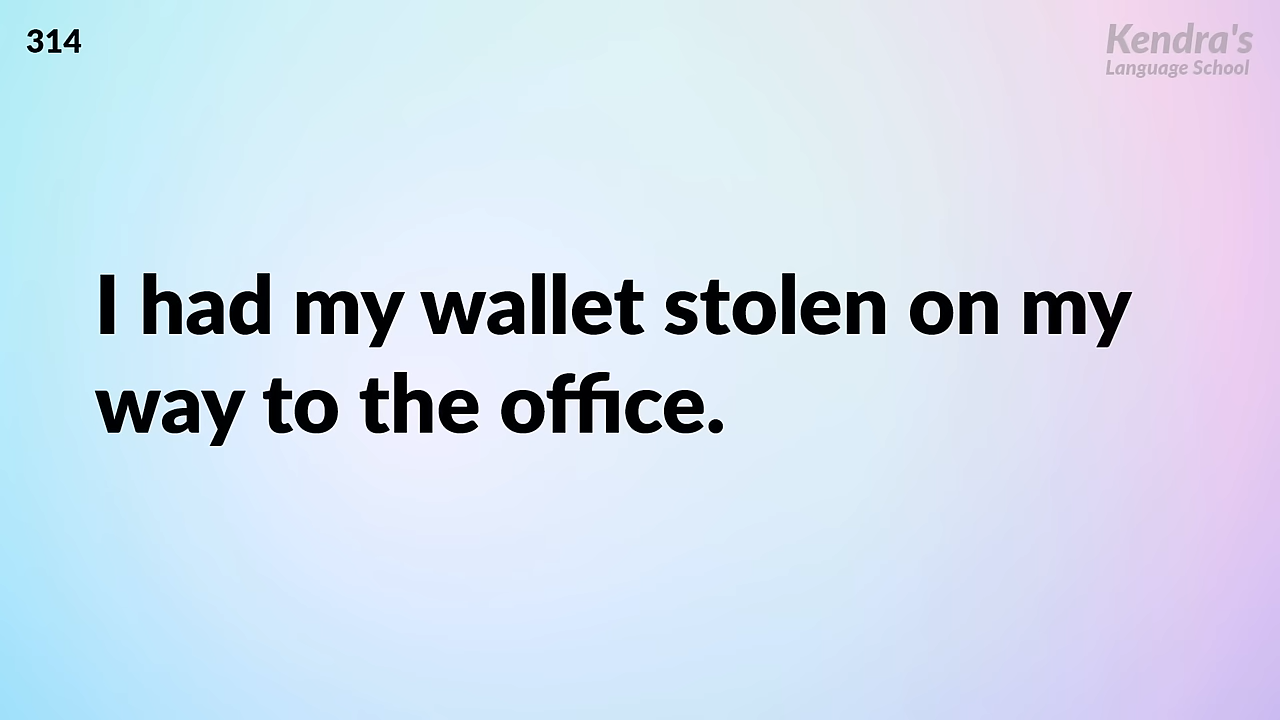 314
Kendra's
Language School
I had my wallet stolen on my
way to the office.